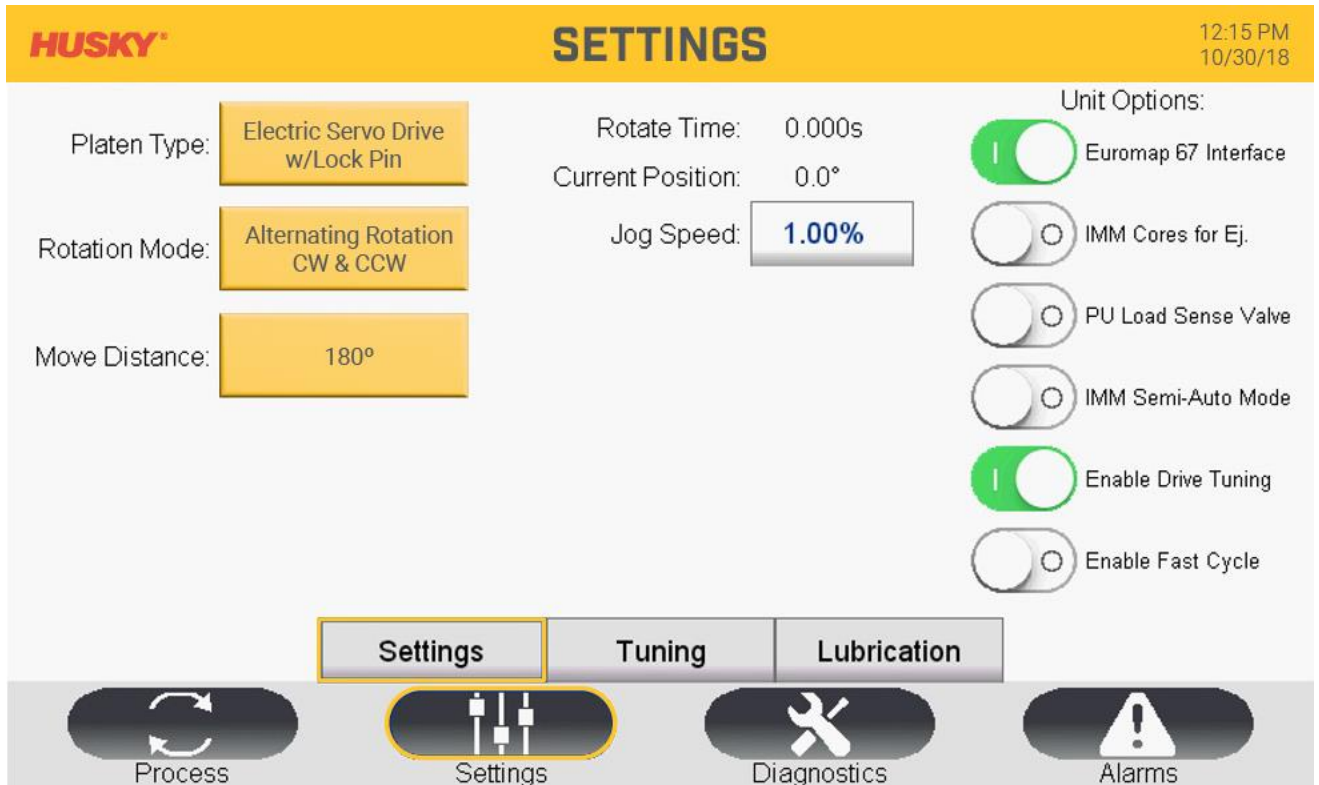 HUSKY®
SETTINGS
12:15 PM
10/30/18
Platen Type:
Electric Servo Drive
w/Lock Pin
Rotation Mode:
Alternating Rotation
CW & CCW
Move Distance:
180º
Rotate Time: 0.000s
Current Position: 0.0°
Jog Speed: 1.00%
Unit Options:
Euromap 67 Interface
IMM Cores for Ej.
PU Load Sense Valve
IMM Semi-Auto Mode
Enable Drive Tuning
Enable Fast Cycle
Settings
Tuning
Lubrication
Process
Settings
Diagnostics
Alarms